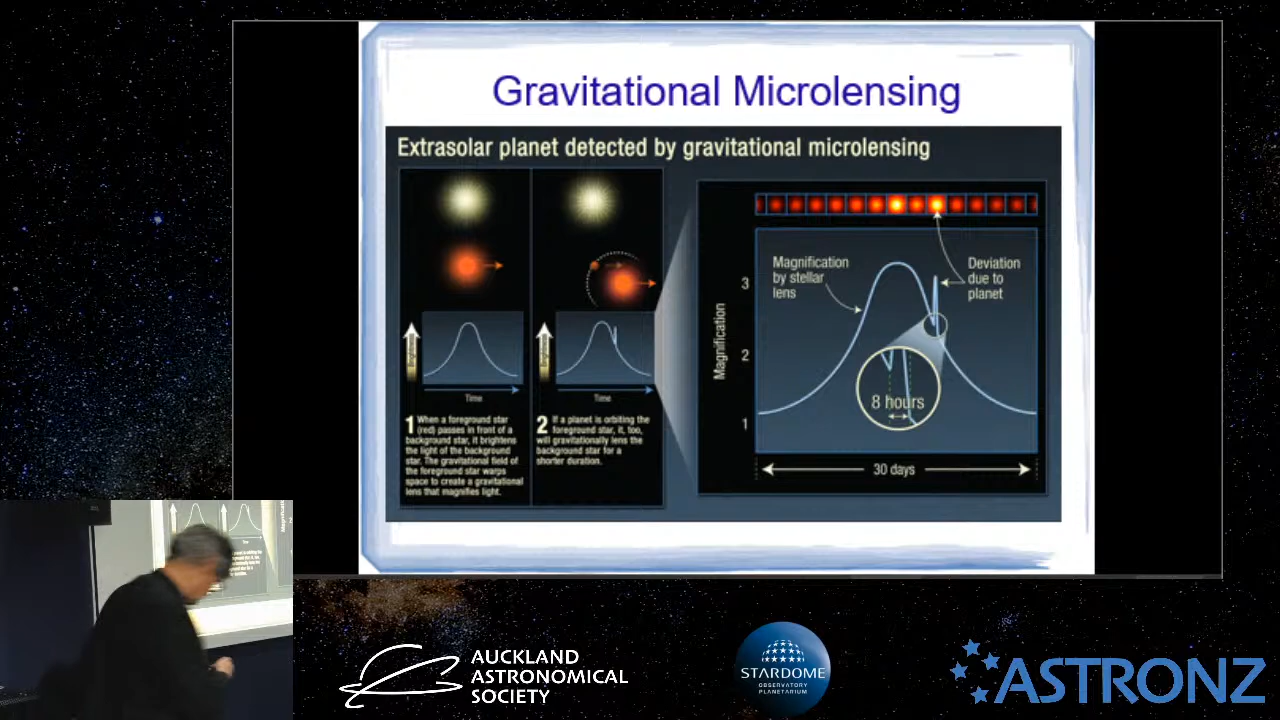 Gravitational Microlensing
Extrasolar planet detected by gravitational microlensing
Brightness
Time
1 When a foreground star
(red) passes in front of a
background star, it brightens
the light of the background
star. The gravitational field of
the foreground star warps
space to create a gravitational
lens that magnifies light.
Brightness
Time
2 If a planet is orbiting the
foreground star, it, too,
will gravitationally lens the
background star for a
shorter duration.
Magnification
3
2
1
Magnification
by stellar
lens
Deviation
due to
planet
8 hours
30 days
AUCKLAND
ASTRONOMICAL
SOCIETY
STARDOME
OBSERVATORY
PLANETARIUM
ASTRONZ